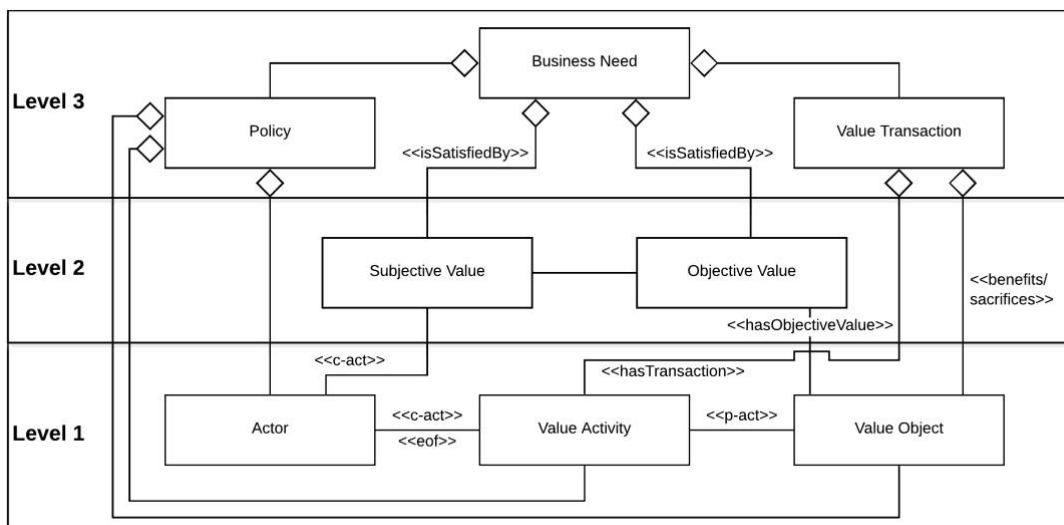 Business Need
Level 3
Policy
Value Transaction
<<isSatisfiedBy>>
<<isSatisfiedBy>>
Level 2
Subjective Value
Objective Value
<<benefits/
sacrifices>>
<<hasObjectiveValue>>
<<c-act>>
<<hasTransaction>>
Level 1
Actor
<<c-act>>
<<eof>>
Value Activity
<<p-act>>
Value Object